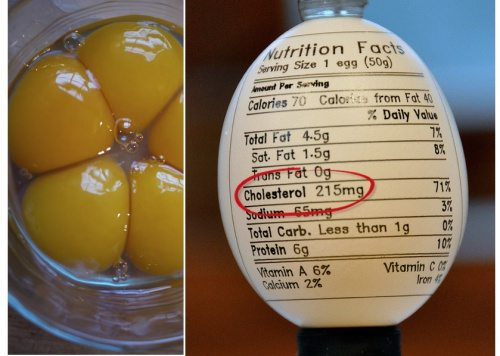 Nutrition Facts
Serving Size 1 egg (50g)
Amount Per Serving
Calories 70 Calories from Fat 40
% Daily Value
Total Fat 4.5g 7%
Sat. Fat 1.5g 8%
Trans Fat 0g
Cholesterol 215mg 71%
Sodium 65mg 3%
Total Carb. Less than 1g 0%
Protein 6g 10%
Vitamin A 6% Vitamin C 0%
Calcium 2% Iron